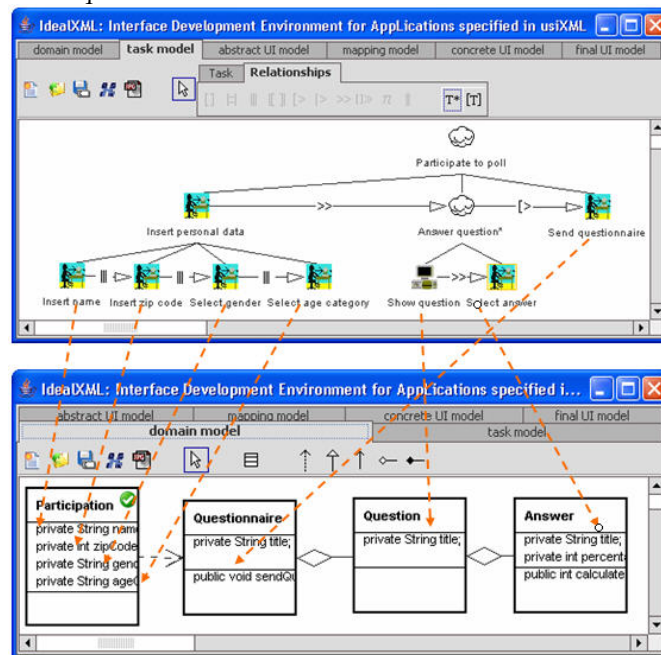 IdealXML: Interface Development Environment for AppLications specified in usiXML
domain model task model abstract UI model mapping model concrete UI model final UI model
Task Relationships
T* [T]
Participate to poll
>> [>
Insert personal data Answer question* Send questionnaire
||| ||| ||| >>
Insert name Insert zip code Select gender Select age category Show question Select answer
IdealXML: Interface Development Environment for AppLications specified i...
abstract UI model mapping model concrete UI model final UI model
domain model task model
Participation Questionnaire Question Answer
private String name
private int zipCode
private String gend
private String age
private String title;
public void sendQu
private String title;
private String title;
private int percent
public int calculate